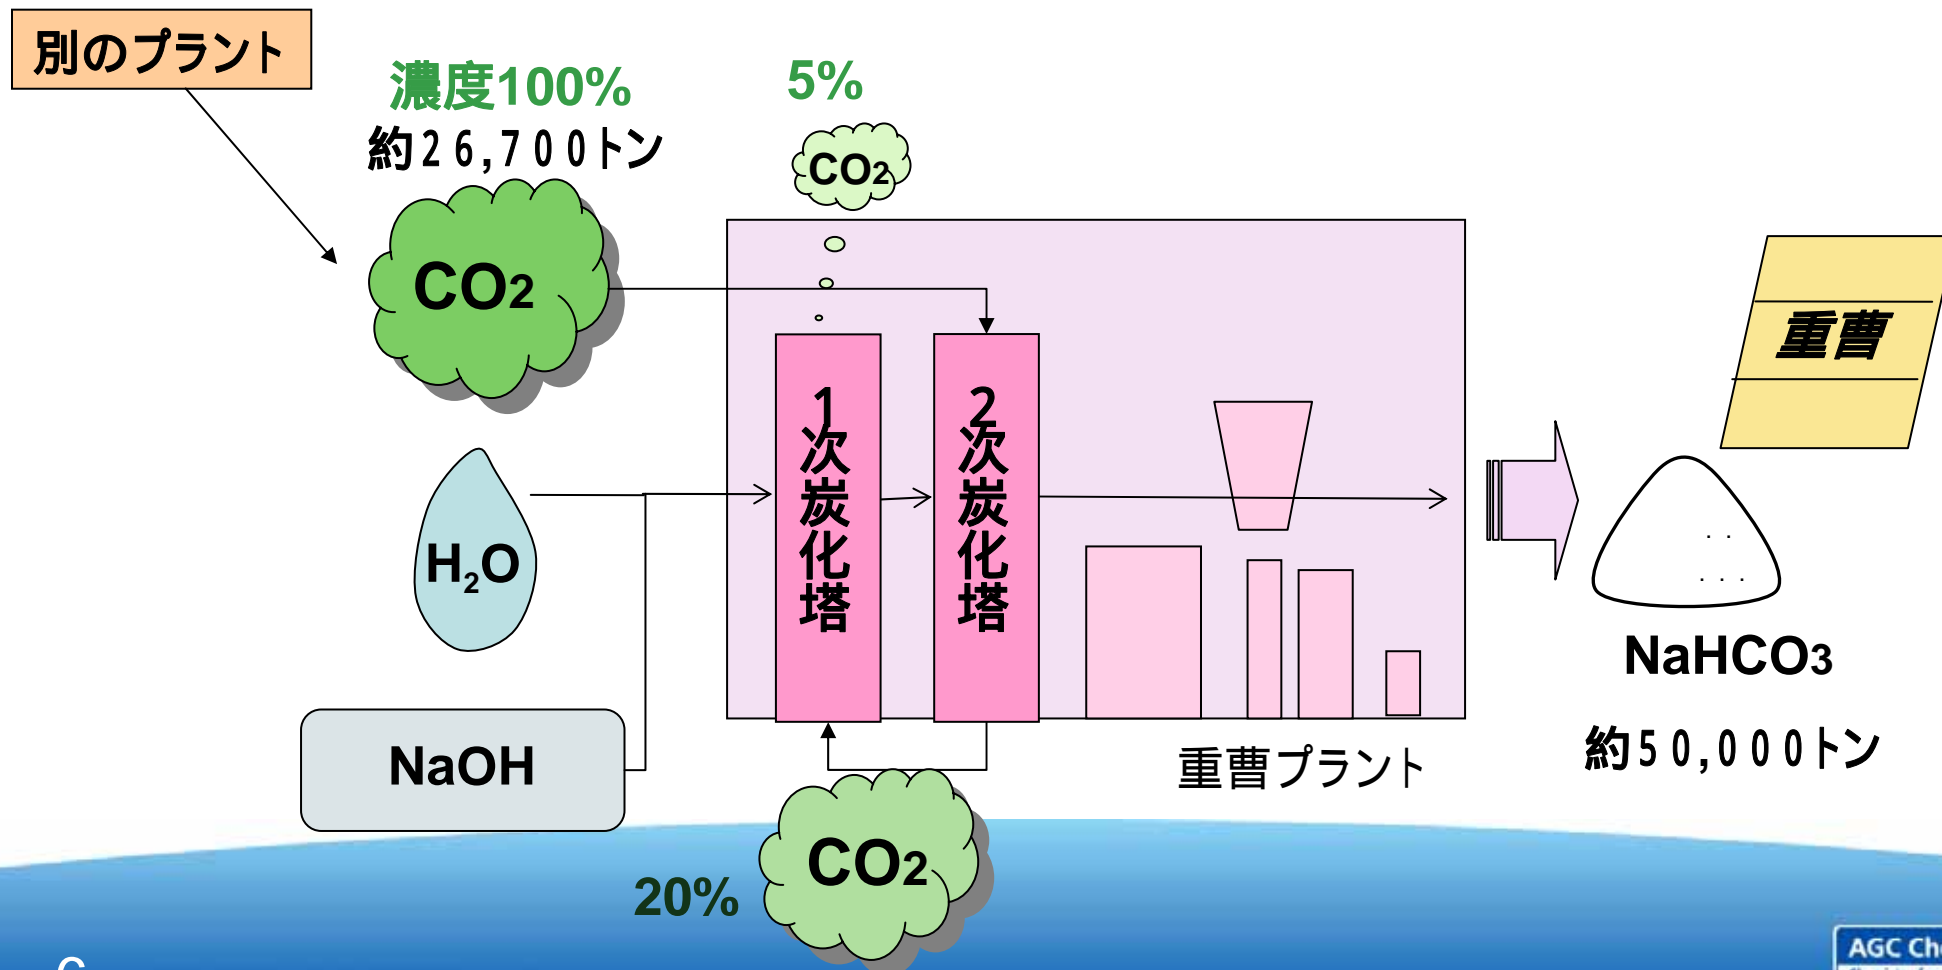 別のプラント
濃度100%
約26,700トン
5%
CO2
CO2
1次炭化塔
2次炭化塔
重曹
H₂O
NaHCO3
約50,000トン
NaOH
重曹プラント
CO2
20%
AGC